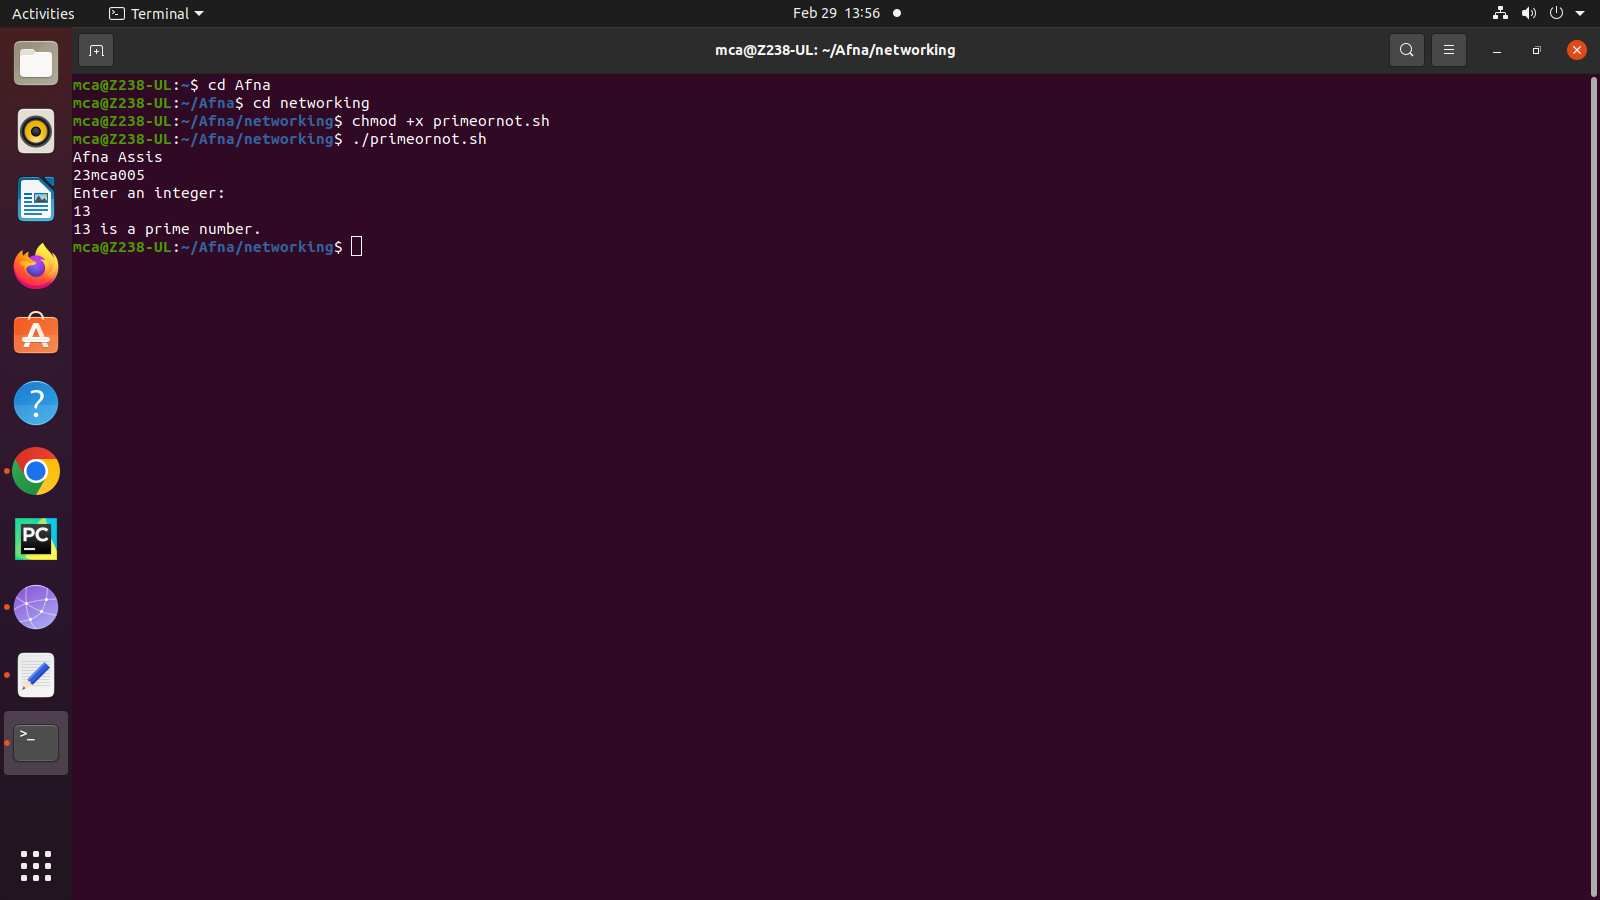 Activities Terminal Feb 29 13:56
mca@Z238-UL: ~/Afna/networking
mca@Z238-UL:~$ cd Afna
mca@Z238-UL:~/Afna$ cd networking
mca@Z238-UL:~/Afna/networking$ chmod +x primeornot.sh
mca@Z238-UL:~/Afna/networking$ ./primeornot.sh
Afna Assis
23mca005
Enter an integer:
13
13 is a prime number.
mca@Z238-UL:~/Afna/networking$
?
PC
>_